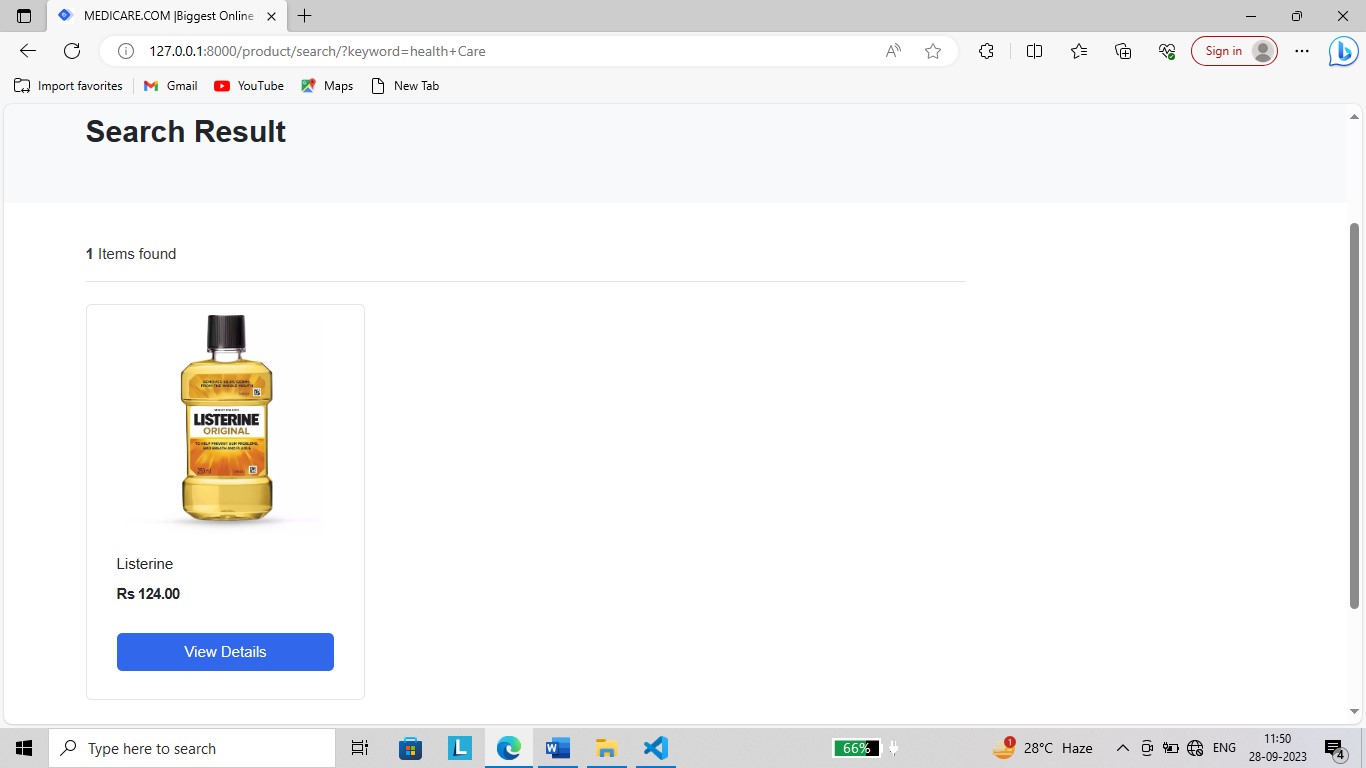 MEDICARE.COM |Biggest Online
127.0.0.1:8000/product/search/?keyword=health+Care
Sign in
Import favorites
Gmail
YouTube
Maps
New Tab
Search Result
1 Items found
LISTERINE
ORIGINAL
250 ml
Listerine
Rs 124.00
View Details
Type here to search
L
W
66%
1
28°C Haze
ENG
11:50
28-09-2023
4